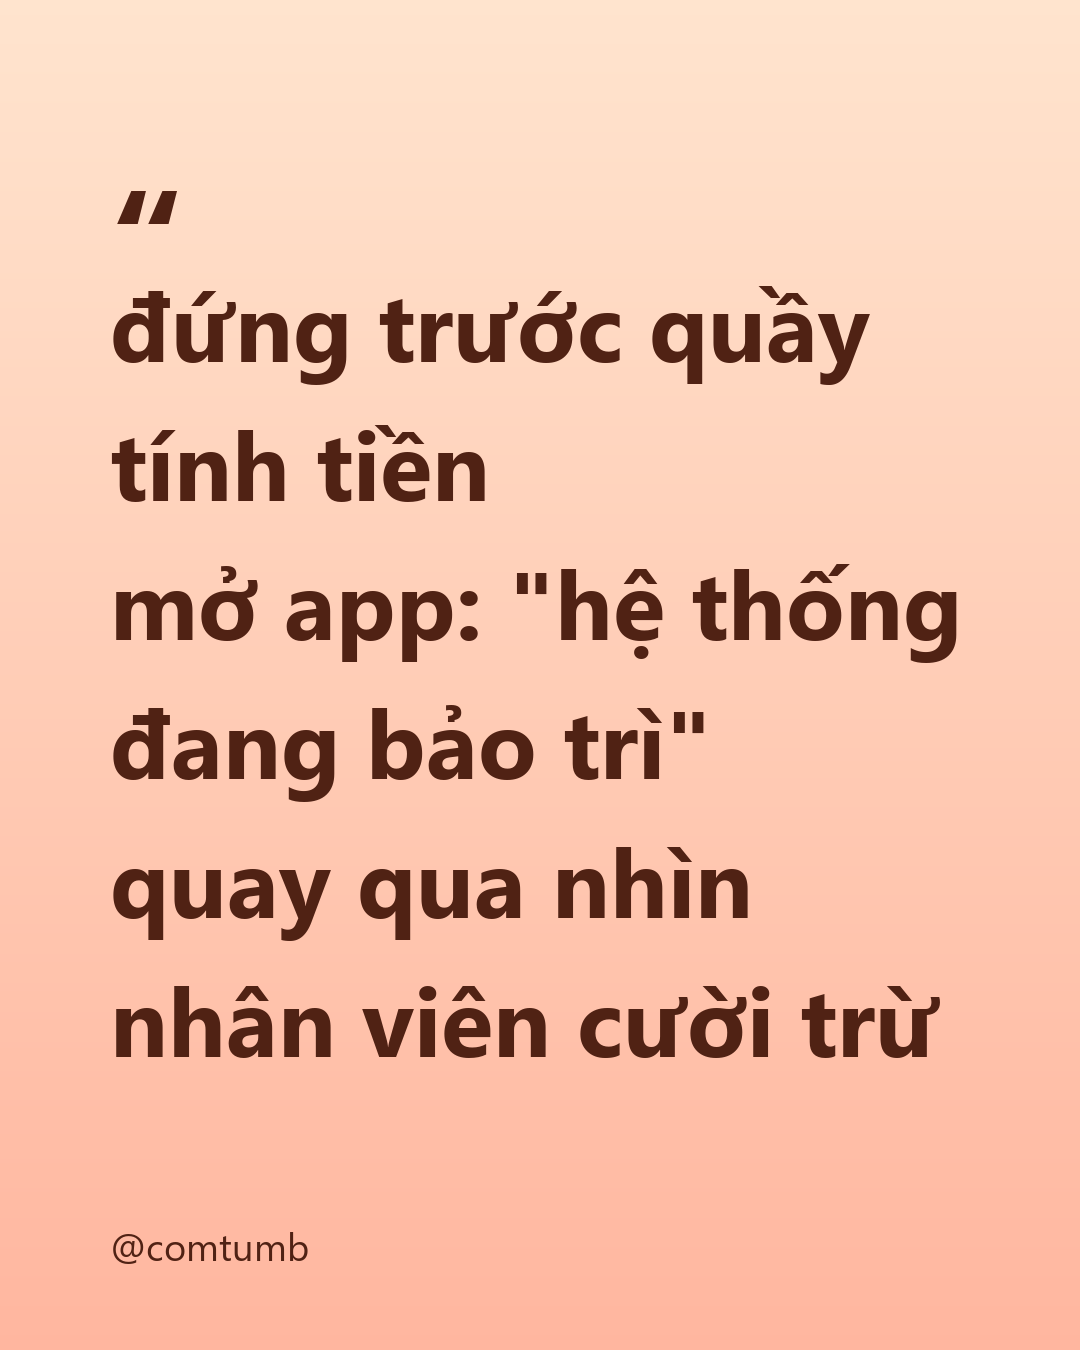 “
đứng trước quầy
tính tiền
mở app: "hệ thống
đang bảo trì"
quay qua nhìn
nhân viên cười trừ
@comtumb